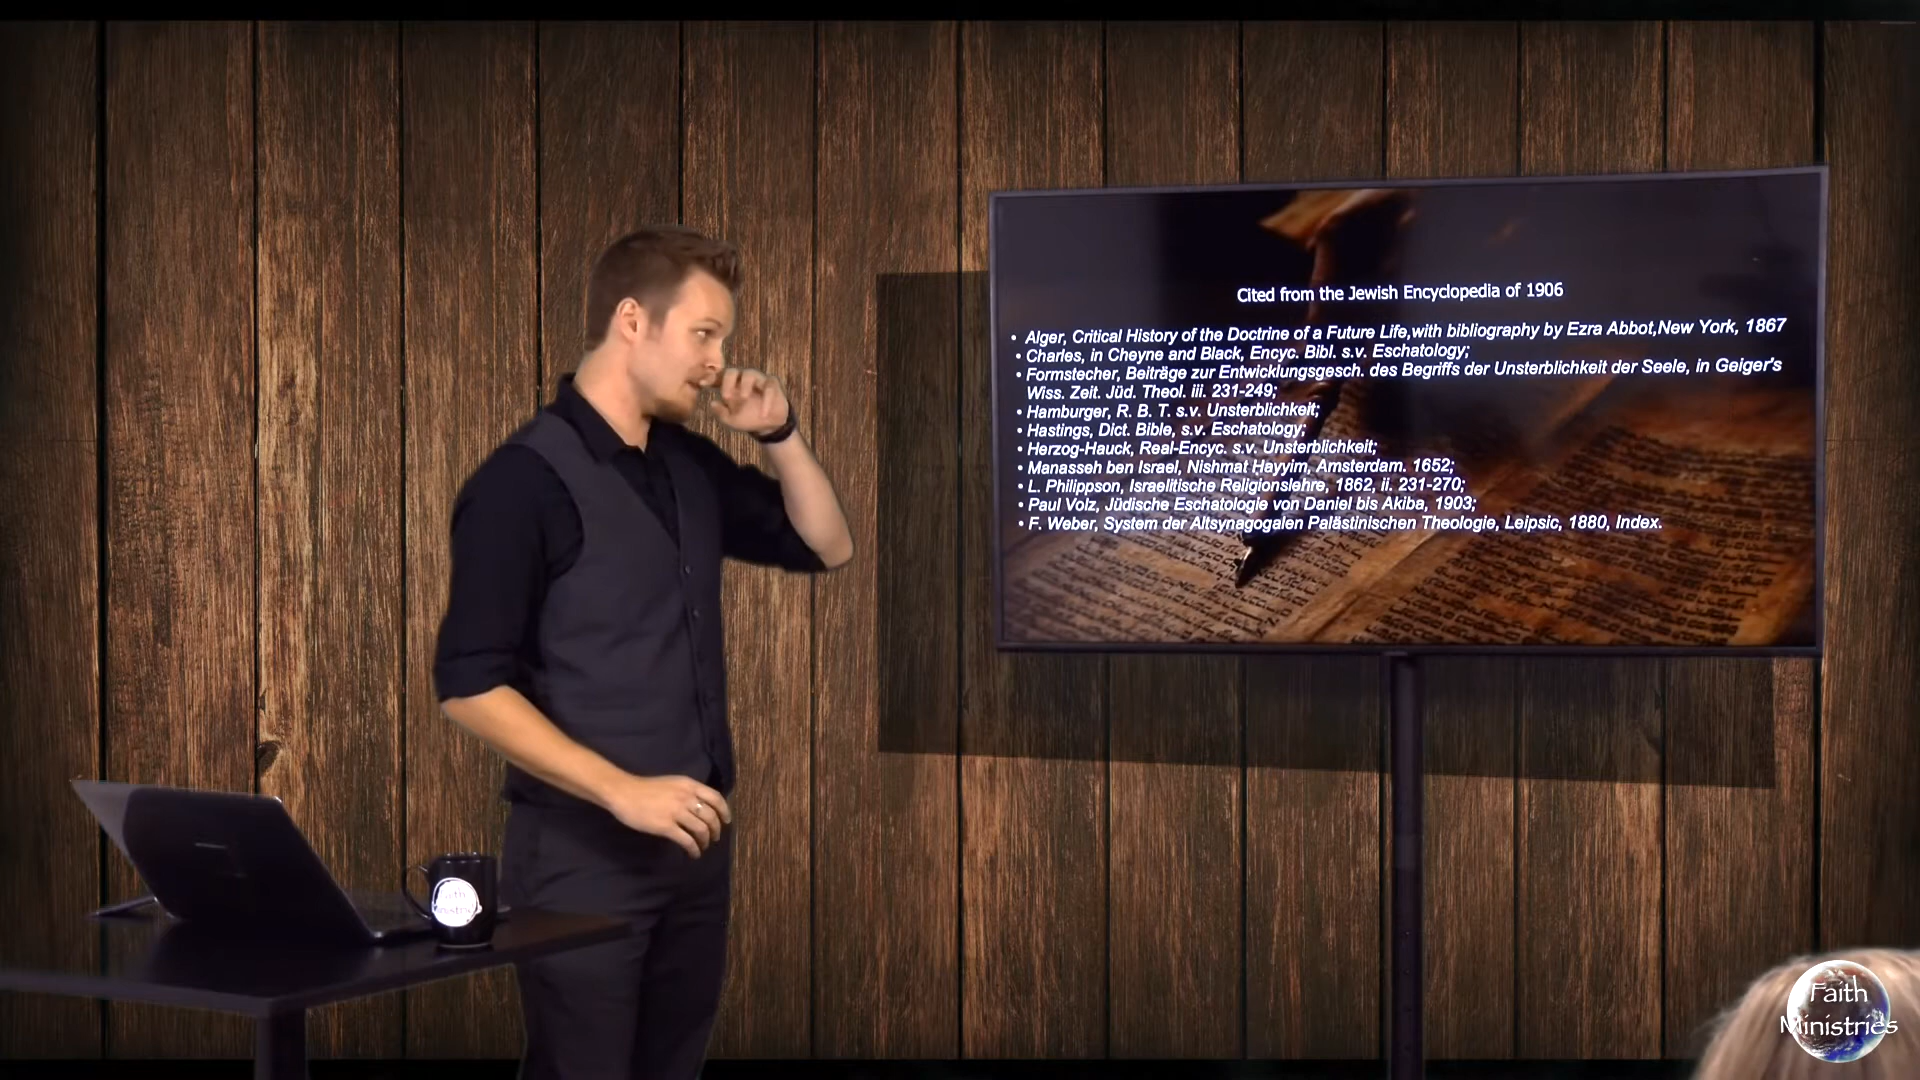 Cited from the Jewish Encyclopedia of 1906
• Alger, Critical History of the Doctrine of a Future Life,with bibliography by Ezra Abbot,New York, 1867
• Charles, in Cheyne and Black, Encyc. Bibl. s.v. Eschatology;
• Formstecher, Beiträge zur Entwicklungsgesch. des Begriffs der Unsterblichkeit der Seele, in Geiger's
Wiss. Zeit. Jüd. Theol. iii. 231-249;
• Hamburger, R. B. T. s.v. Unsterblichkeit;
• Hastings, Dict. Bible, s.v. Eschatology;
• Herzog-Hauck, Real-Encyc. s.v. Unsterblichkeit;
• Manasseh ben Israel, Nishmat Ḥayyim, Amsterdam. 1652;
• L. Philippson, Israelitische Religionslehre, 1862, ii. 231-270;
• Paul Volz, Jüdische Eschatologie von Daniel bis Akiba, 1903;
• F. Weber, System der Altsynagogalen Palästinischen Theologie, Leipsic, 1880, Index.
Faith
Ministries